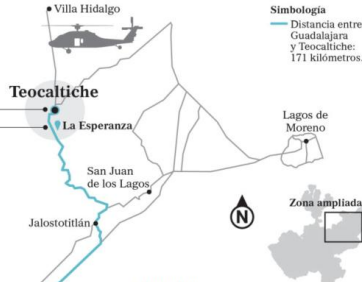 Villa Hidalgo
Simbología
Distancia entre
Guadalajara
y Teocaltiche:
171 kilómetros.
Teocaltiche
La Esperanza
Lagos de
Moreno
San Juan
de los Lagos
Zona ampliada
N
Jalostotitlán